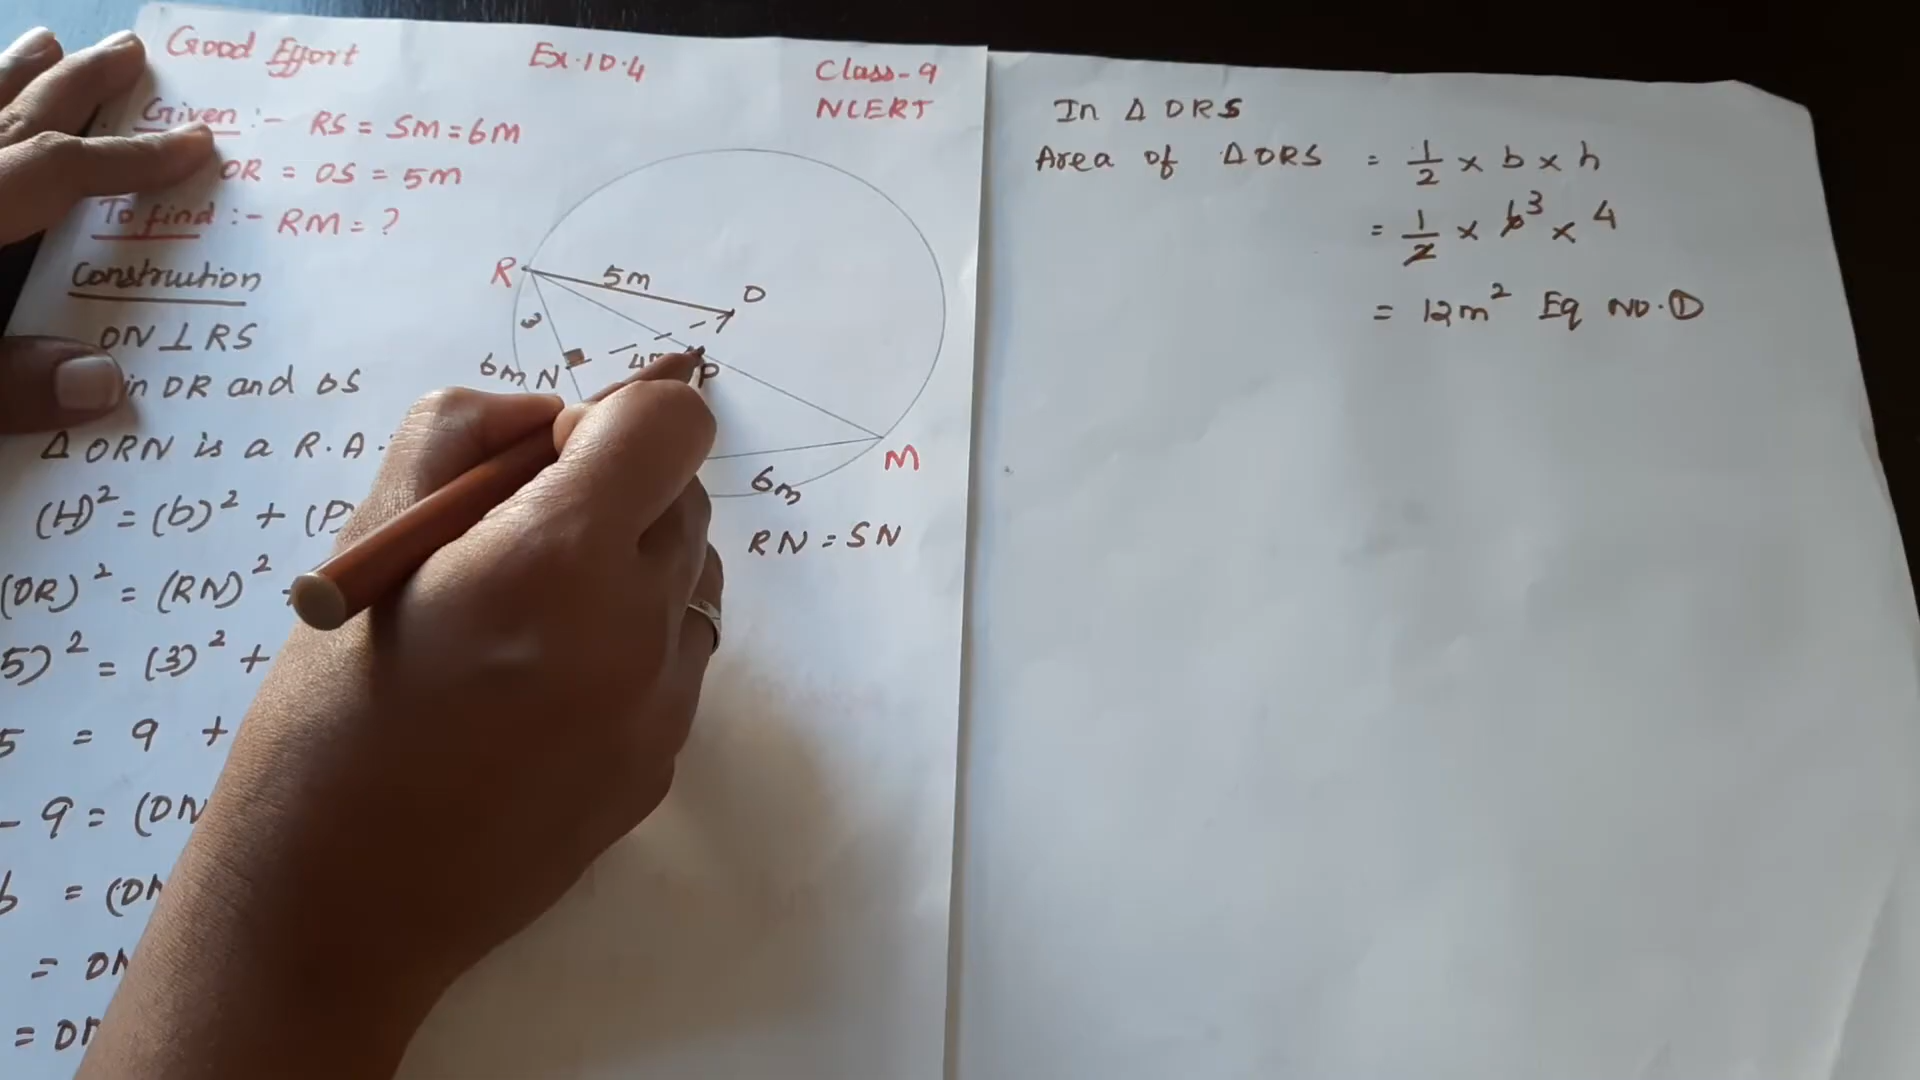 Good Effort Ex.10.4 Class-9
NCERT
Given :- RS = SM = 6m
OR = OS = 5m
To find :- RM = ?
Construction
ON ⊥ RS
in OR and OS
Δ ORN is a R.A.
(H)² = (b)² + (P)
(OR)² = (RN)²
5)² = (3)² +
5 = 9 +
- 9 = (ON
= (ON
= ON
= ON
R
5m
O
3
6m N
4m
P
M
6m
RN = SN
In Δ ORS
Area of Δ ORS = 1/2 × b × h
= 1/2 × 6 3 × 4
= 12m² Eq No. ①